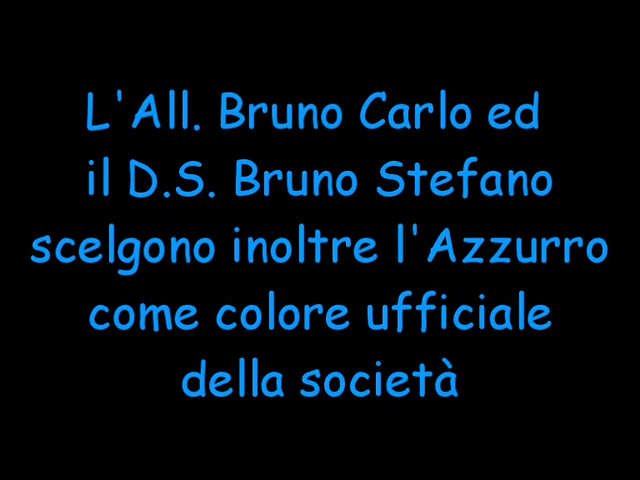 L'All. Bruno Carlo ed
il D.S. Bruno Stefano
scelgono inoltre l'Azzurro
come colore ufficiale
della società